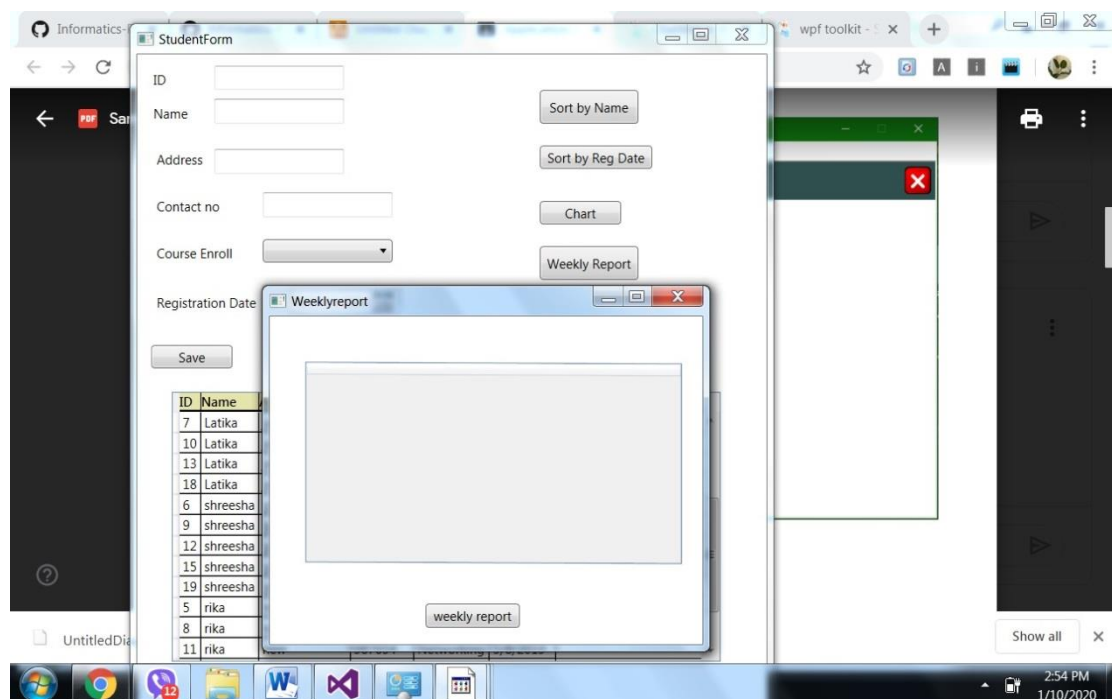 Informatics-
wpf toolkit - S
StudentForm
PDF
Sar
ID
Name
Address
Contact no
Course Enroll
Registration Date
Save
Sort by Name
Sort by Reg Date
Chart
Weekly Report
Weeklyreport
weekly report
ID Name
7 Latika
10 Latika
13 Latika
18 Latika
6 shreesha
9 shreesha
12 shreesha
15 shreesha
19 shreesha
5 rika
8 rika
11 rika
UntitledDia
Show all
12
2:54 PM
1/10/2020